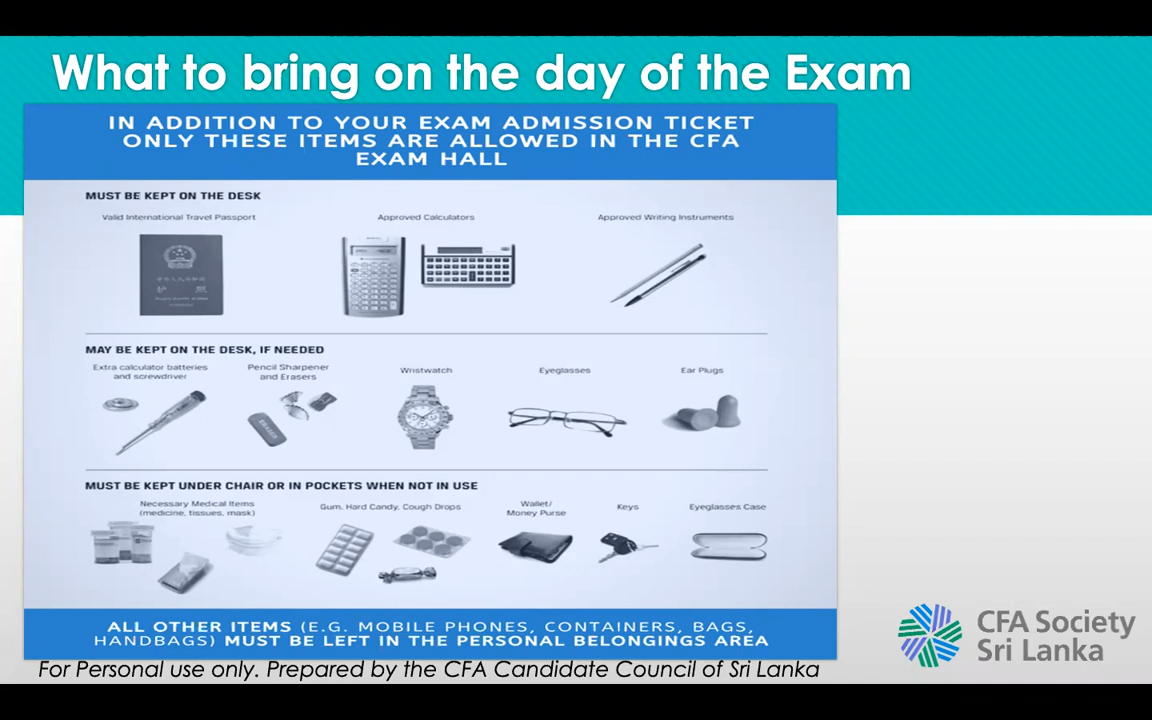 What to bring on the day of the Exam
IN ADDITION TO YOUR EXAM ADMISSION TICKET
ONLY THESE ITEMS ARE ALLOWED IN THE CFA
EXAM HALL
MUST BE KEPT ON THE DESK
Valid International Travel Passport
Approved Calculators
Approved Writing Instruments
MAY BE KEPT ON THE DESK, IF NEEDED
Extra calculator batteries
and screwdriver
Pencil Sharpener
and Erasers
Wristwatch
Eyeglasses
Ear Plugs
ERASER
MUST BE KEPT UNDER CHAIR OR IN POCKETS WHEN NOT IN USE
Necessary Medical Items
(medicine, tissues, mask)
Gum, Hard Candy, Cough Drops
Wallet/
Money Purse
Keys
Eyeglasses Case
ALL OTHER ITEMS (E.G. MOBILE PHONES, CONTAINERS, BAGS,
HANDBAGS) MUST BE LEFT IN THE PERSONAL BELONGINGS AREA
For Personal use only. Prepared by the CFA Candidate Council of Sri Lanka
CFA Society
Sri Lanka